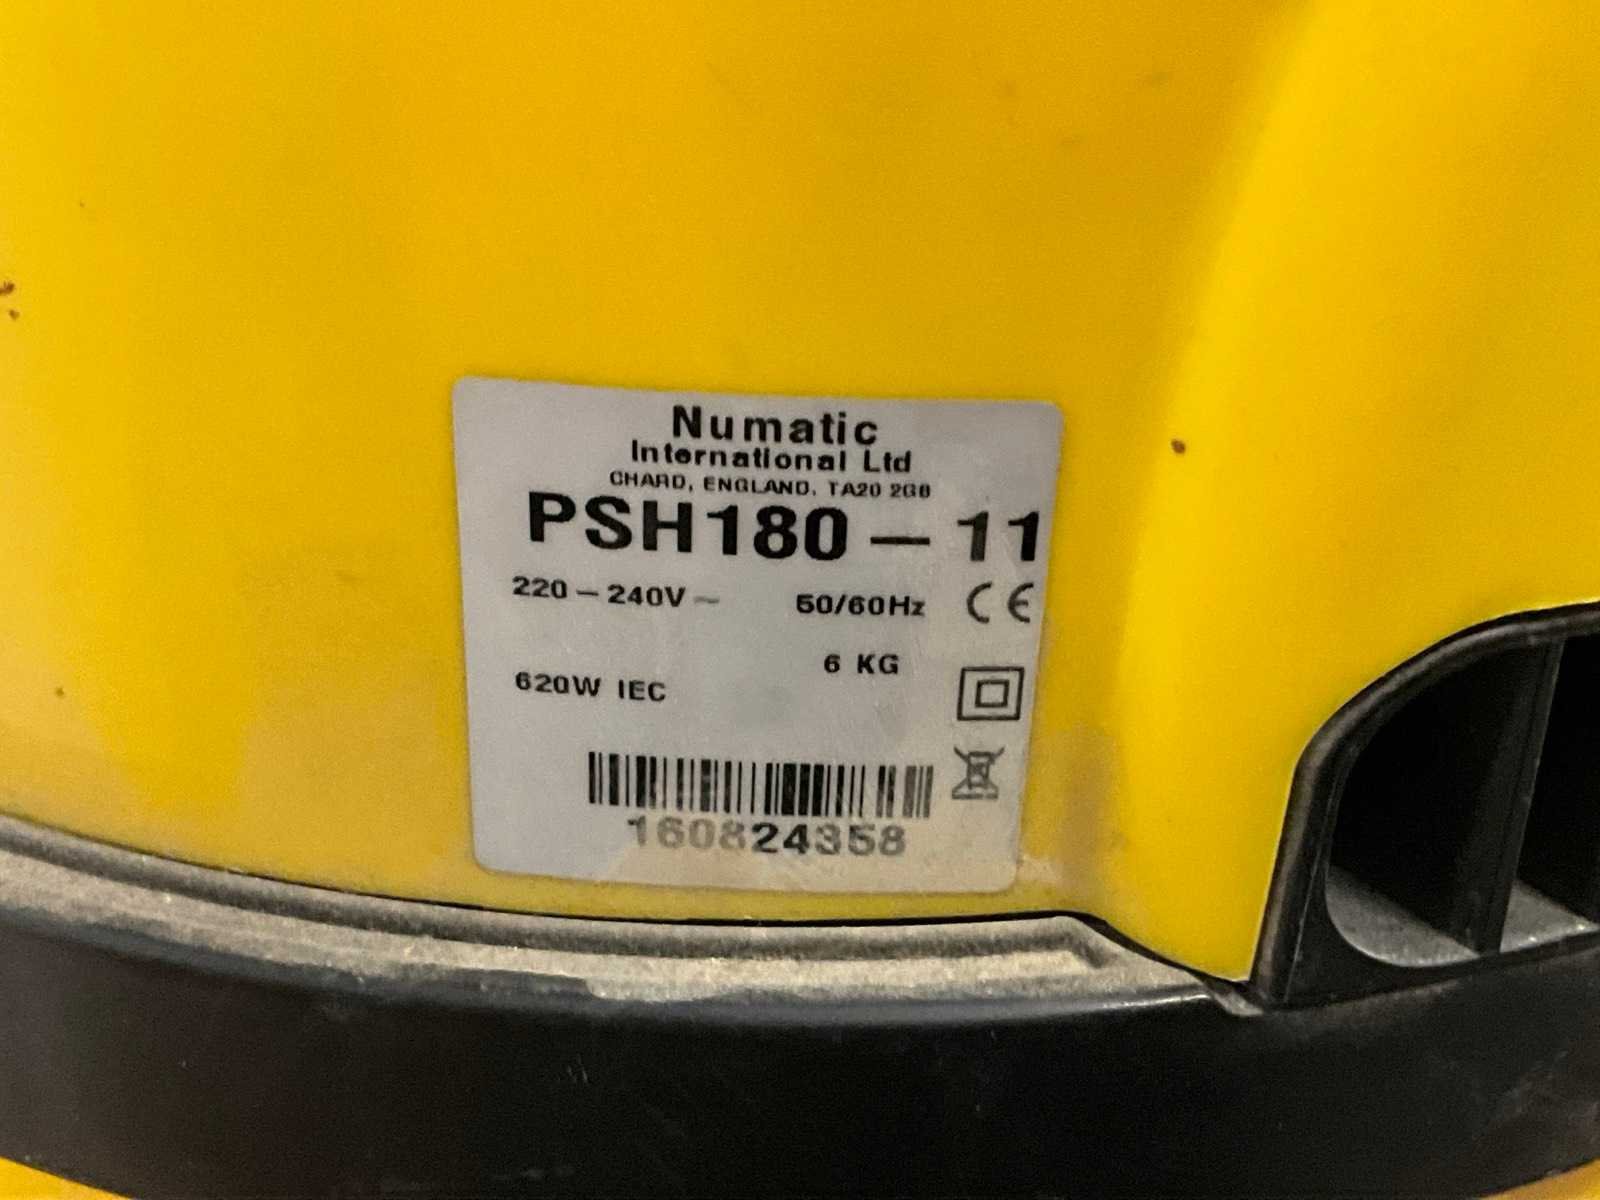 Numatic
International Ltd
CHARD, ENGLAND, TA20 2GB
PSH180 - 11
220 - 240V ~ 50/60Hz CE
6 KG
620W IEC
160824358